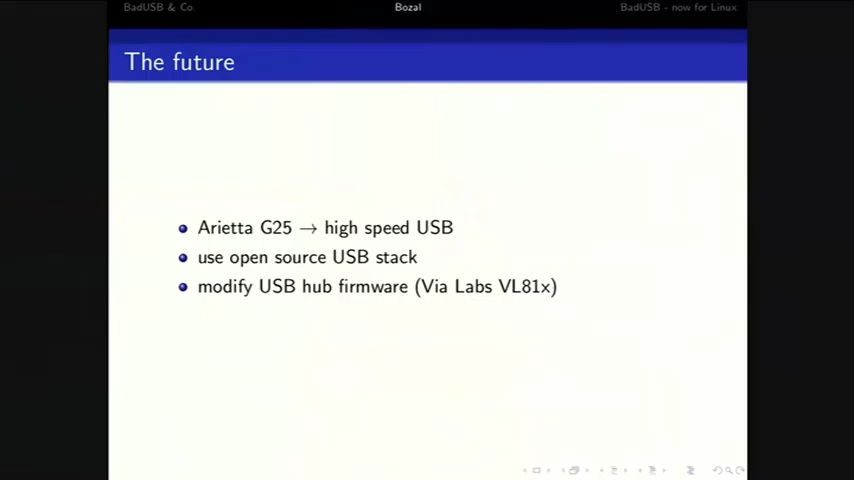 BadUSB & Co.
Bozal
BadUSB - now for Linux
The future
Arietta G25 → high speed USB
use open source USB stack
modify USB hub firmware (Via Labs VL81x)